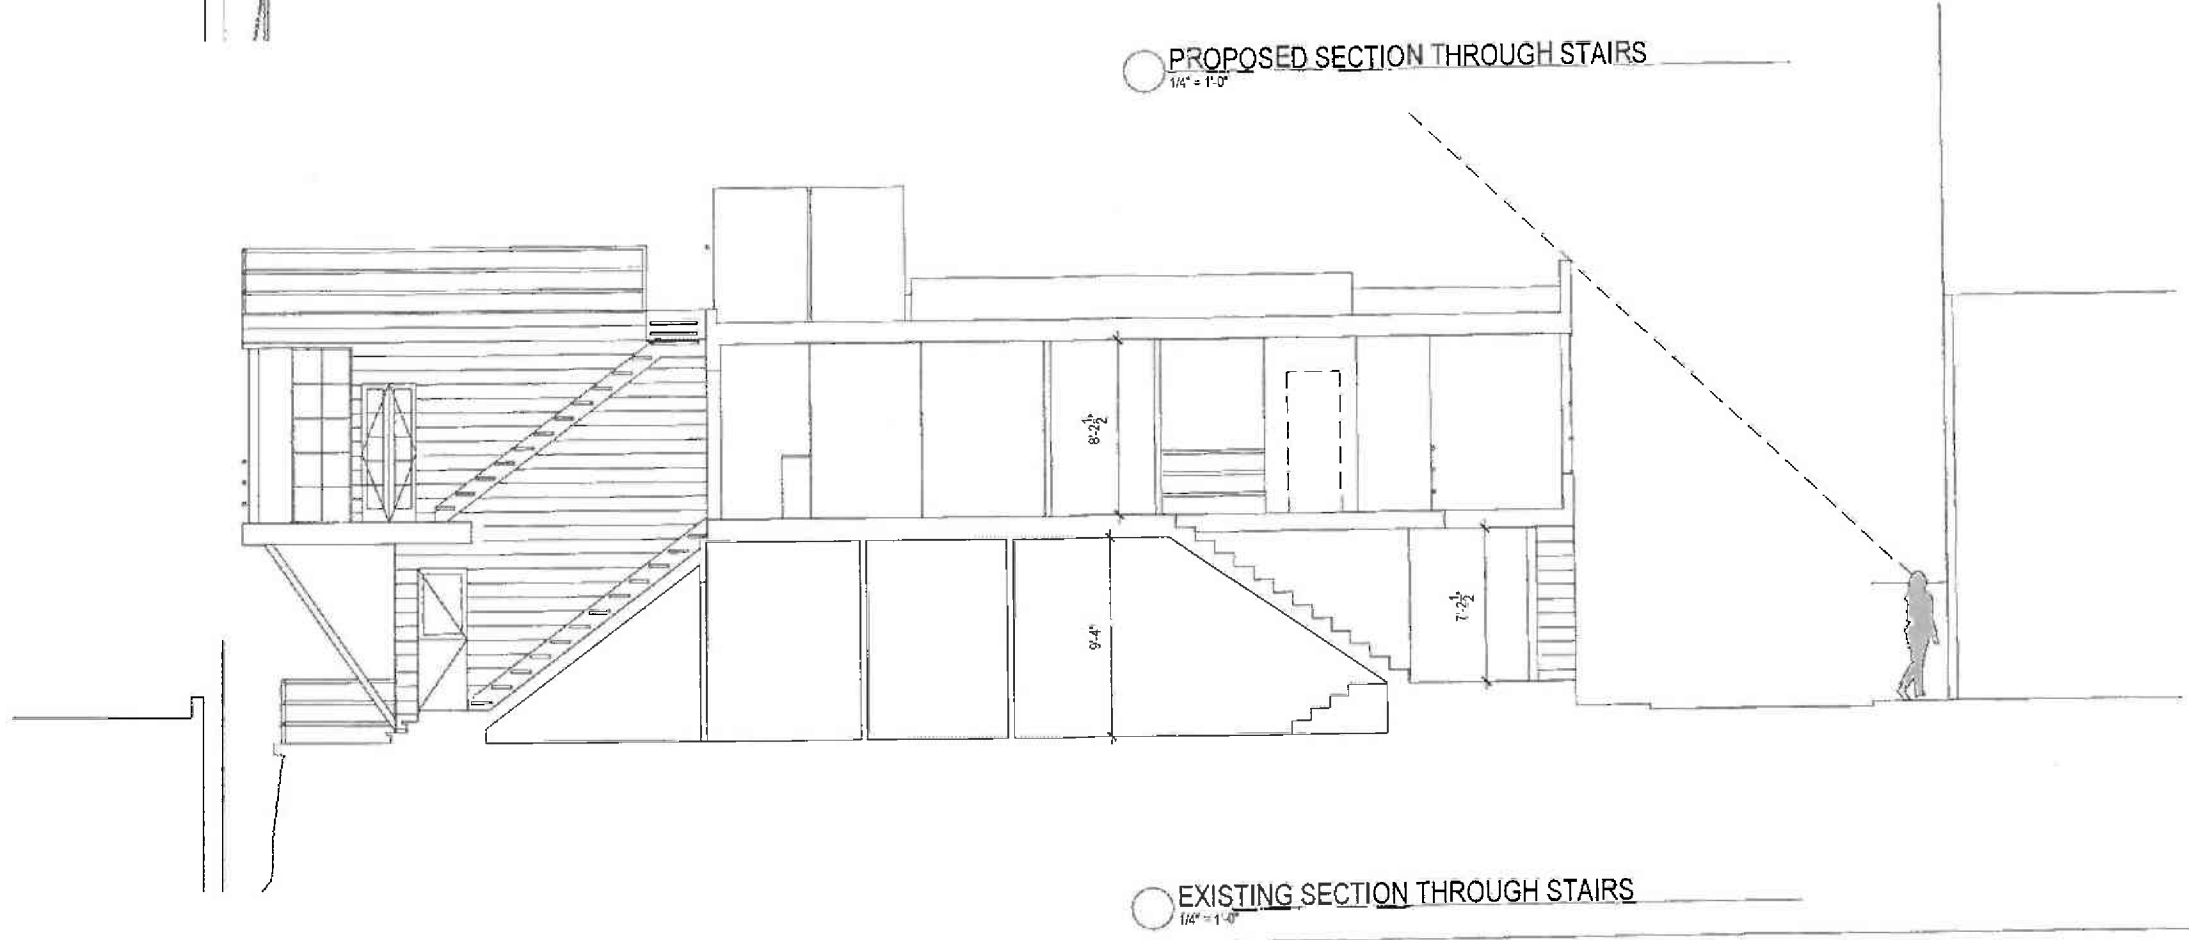 PROPOSED SECTION THROUGH STAIRS
1/4" = 1'-0"
8'-2½"
9'-4"
7'-2½"
EXISTING SECTION THROUGH STAIRS
1/4" = 1'-0"